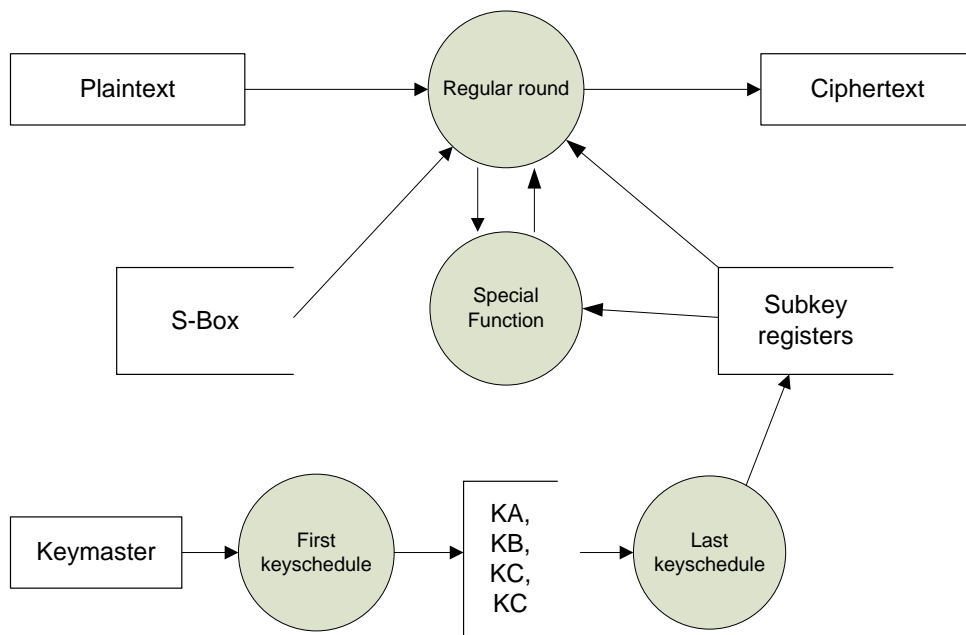 Plaintext
Regular round
Ciphertext
S-Box
Special
Function
Subkey
registers
Keymaster
First
keyschedule
KA,
KB,
KC,
KC
Last
keyschedule